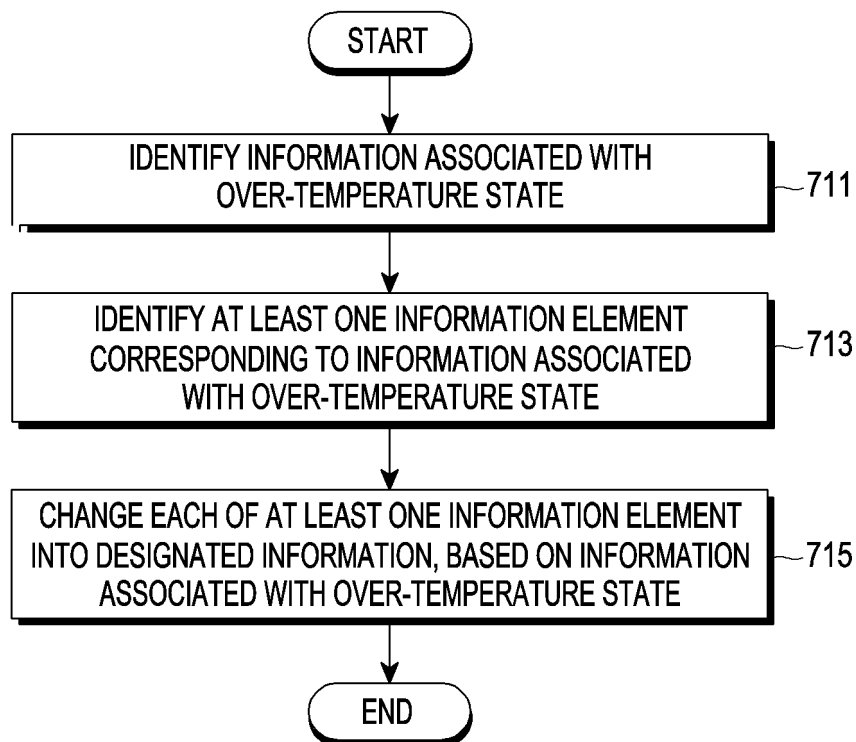 START
IDENTIFY INFORMATION ASSOCIATED WITH
OVER-TEMPERATURE STATE
711
IDENTIFY AT LEAST ONE INFORMATION ELEMENT
CORRESPONDING TO INFORMATION ASSOCIATED
WITH OVER-TEMPERATURE STATE
713
CHANGE EACH OF AT LEAST ONE INFORMATION ELEMENT
INTO DESIGNATED INFORMATION, BASED ON INFORMATION
ASSOCIATED WITH OVER-TEMPERATURE STATE
715
END